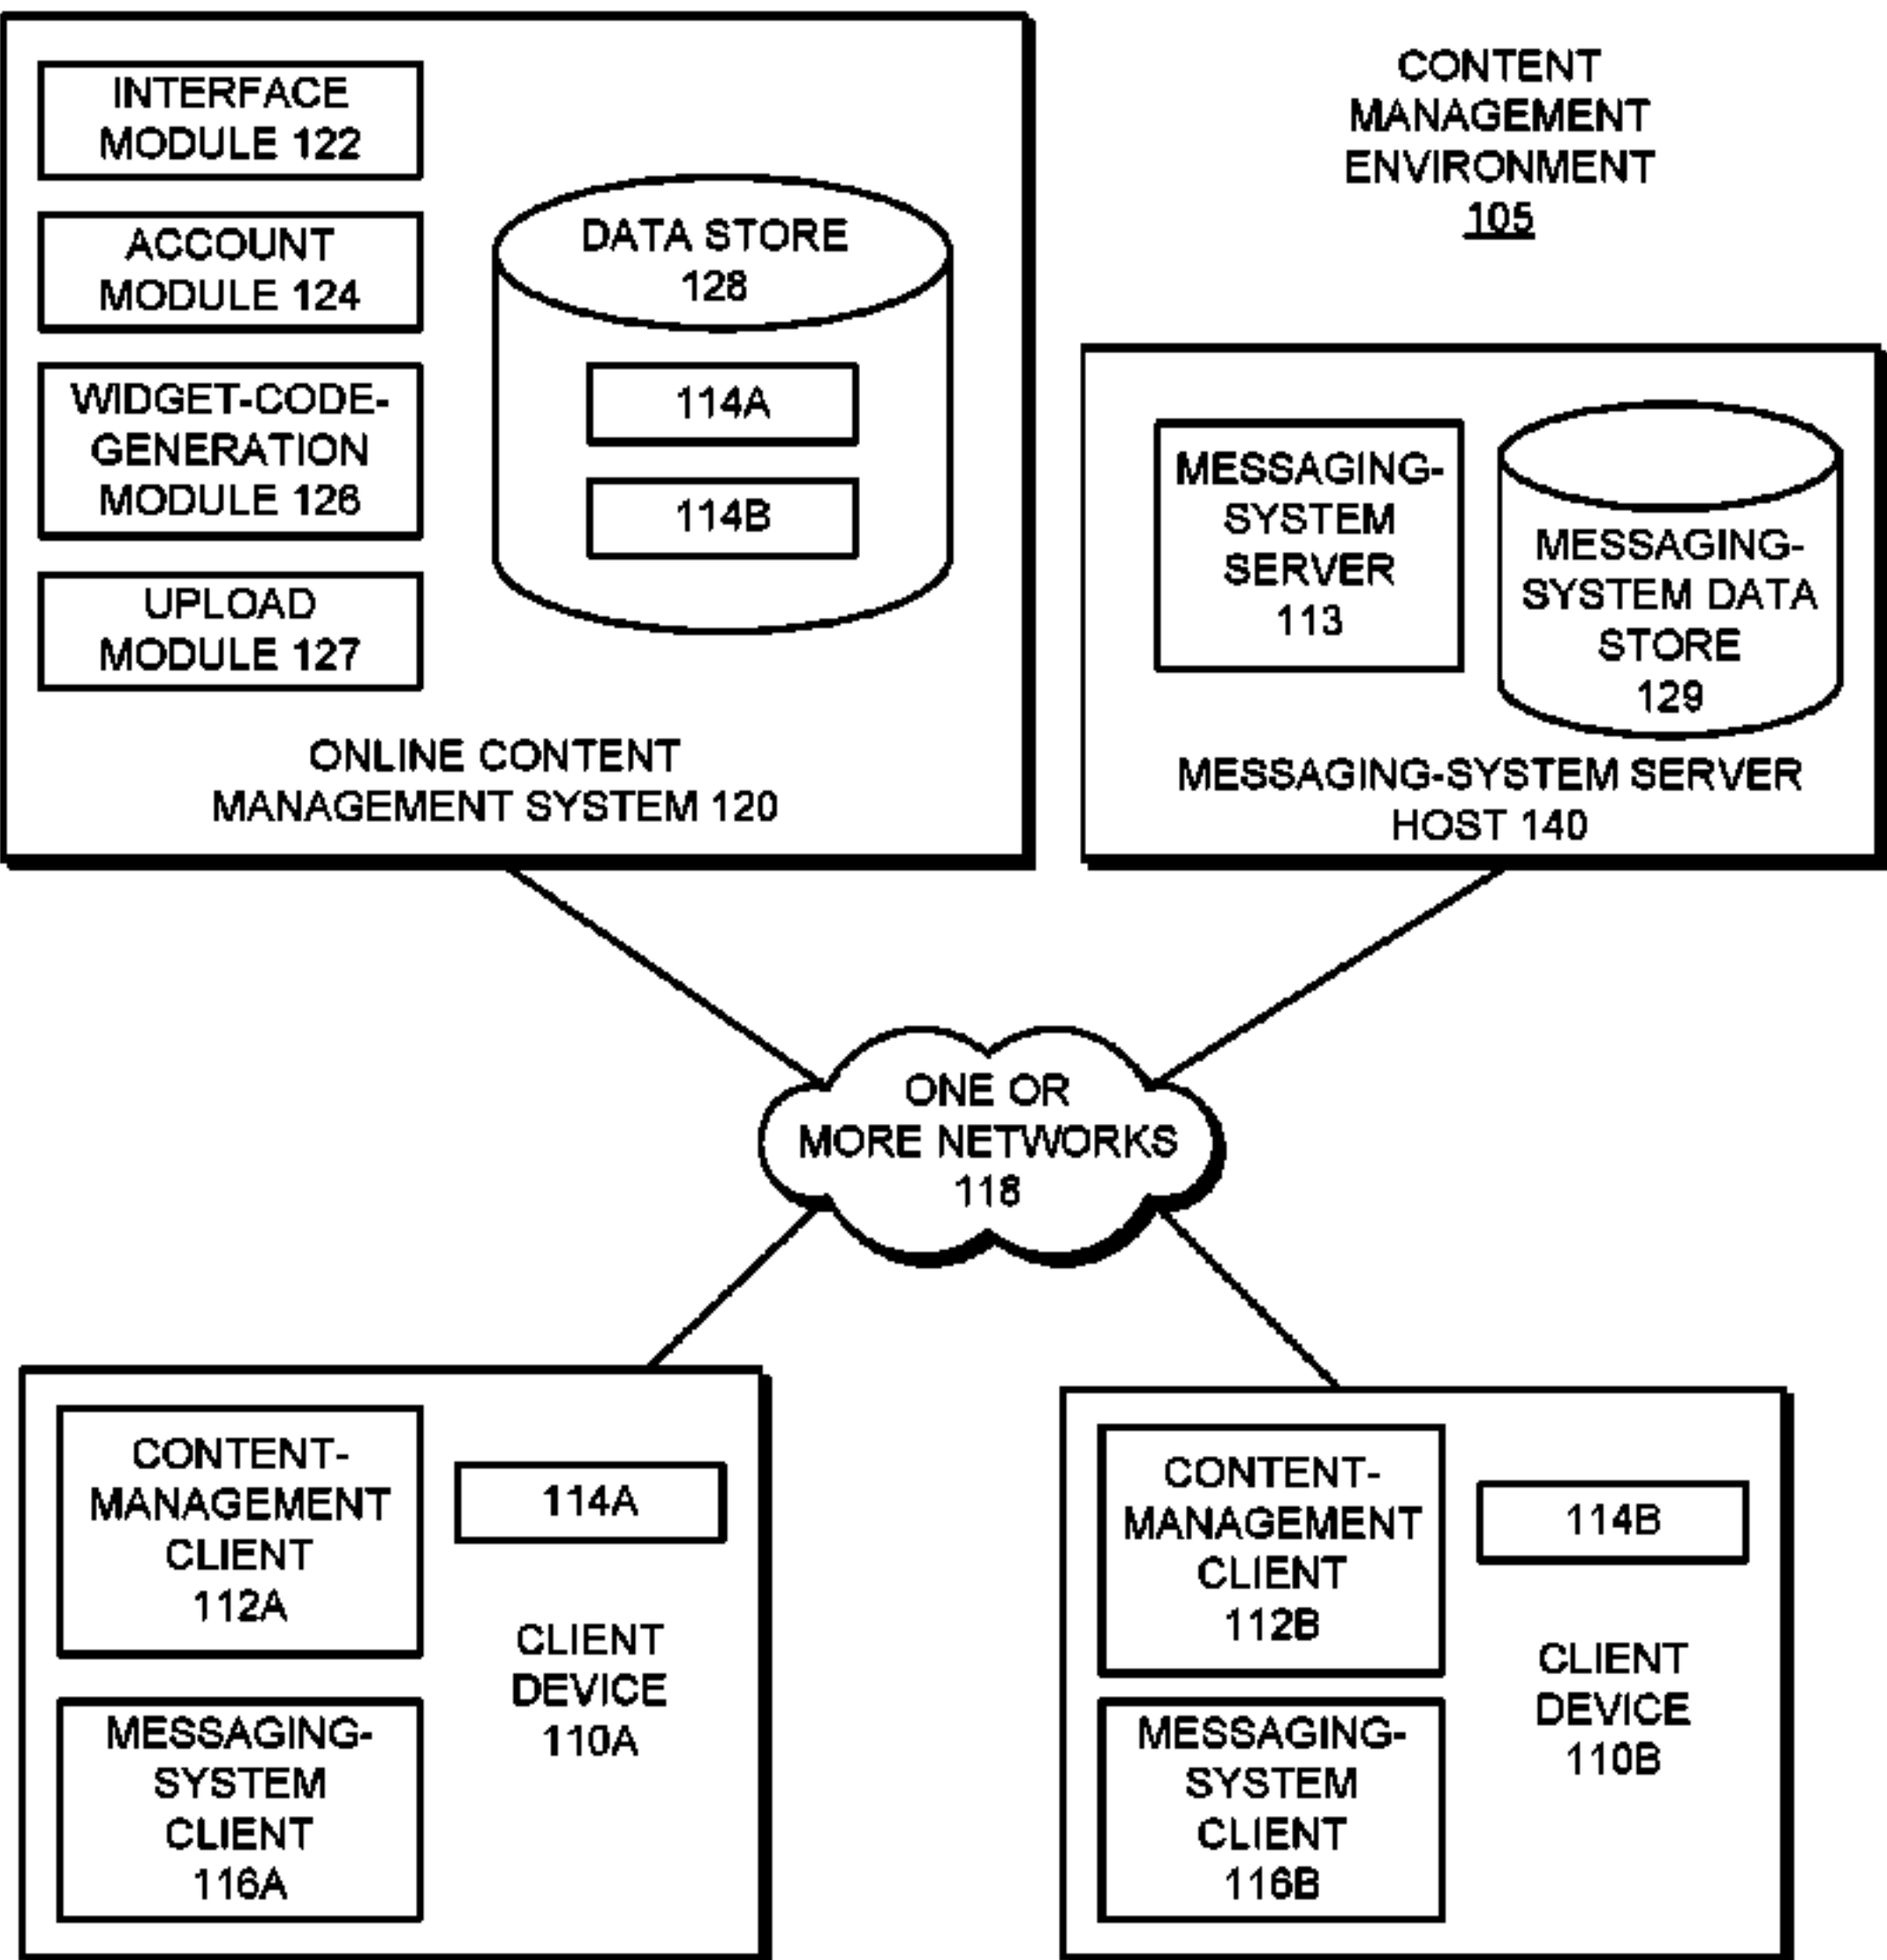 INTERFACE
MODULE 122
ACCOUNT
MODULE 124
WIDGET-CODE-
GENERATION
MODULE 126
UPLOAD
MODULE 127
DATA STORE
128
114A
114B
ONLINE CONTENT
MANAGEMENT SYSTEM 120
CONTENT
MANAGEMENT
ENVIRONMENT
105
MESSAGING-
SYSTEM
SERVER
113
MESSAGING-
SYSTEM DATA
STORE
129
MESSAGING-SYSTEM SERVER
HOST 140
ONE OR
MORE NETWORKS
118
CONTENT-
MANAGEMENT
CLIENT
112A
114A
CLIENT
DEVICE
110A
MESSAGING-
SYSTEM
CLIENT
116A
CONTENT-
MANAGEMENT
CLIENT
112B
114B
CLIENT
DEVICE
110B
MESSAGING-
SYSTEM
CLIENT
116B